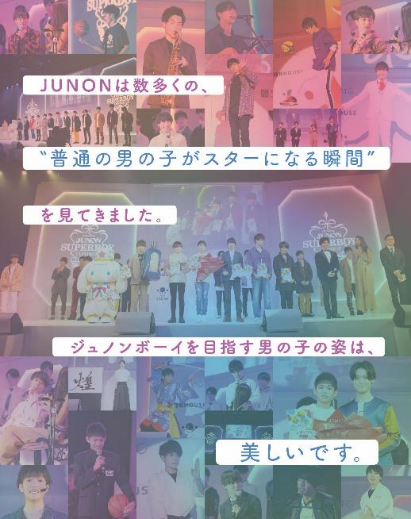 JUNONは数多くの、
“普通の男の子がスターになる瞬間”
を見てきました。
JUNON
SUPERBOY
ジュノンボーイを目指す男の子の姿は、
美しいです。